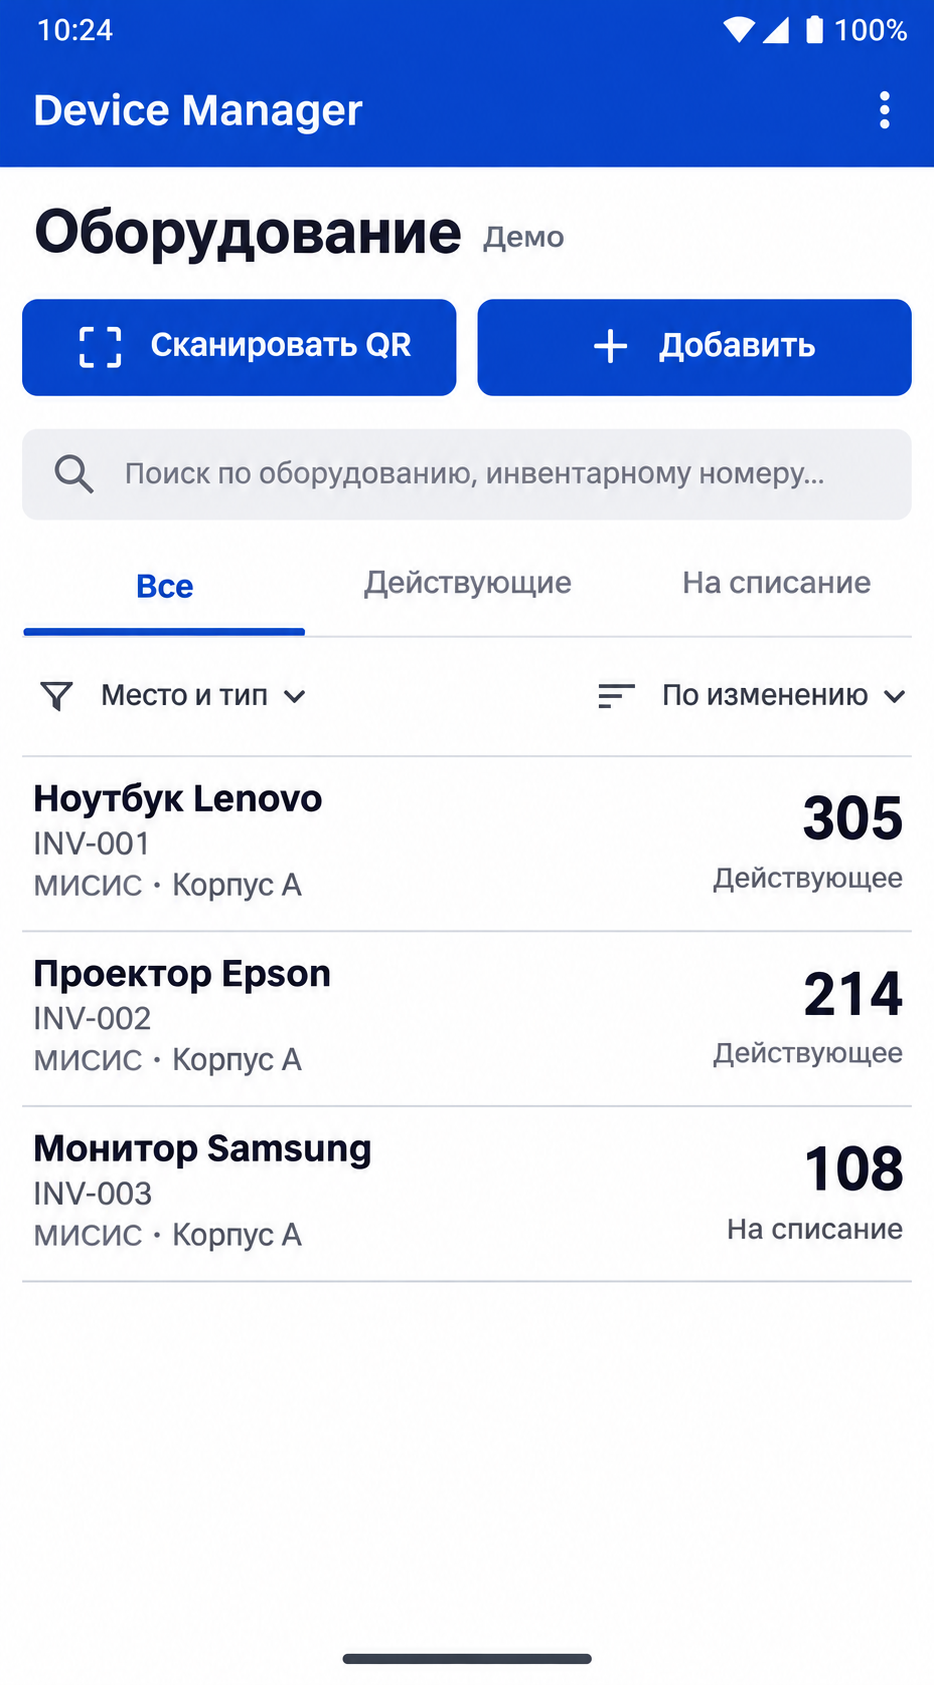 10:24 100%
Device Manager
Оборудование Демо
Сканировать QR Добавить
Поиск по оборудованию, инвентарному номеру...
Все Действующие На списание
Место и тип По изменению
Ноутбук Lenovo
INV-001
МИСИС • Корпус А
305
Действующее
Проектор Epson
INV-002
МИСИС • Корпус А
214
Действующее
Монитор Samsung
INV-003
МИСИС • Корпус А
108
На списание